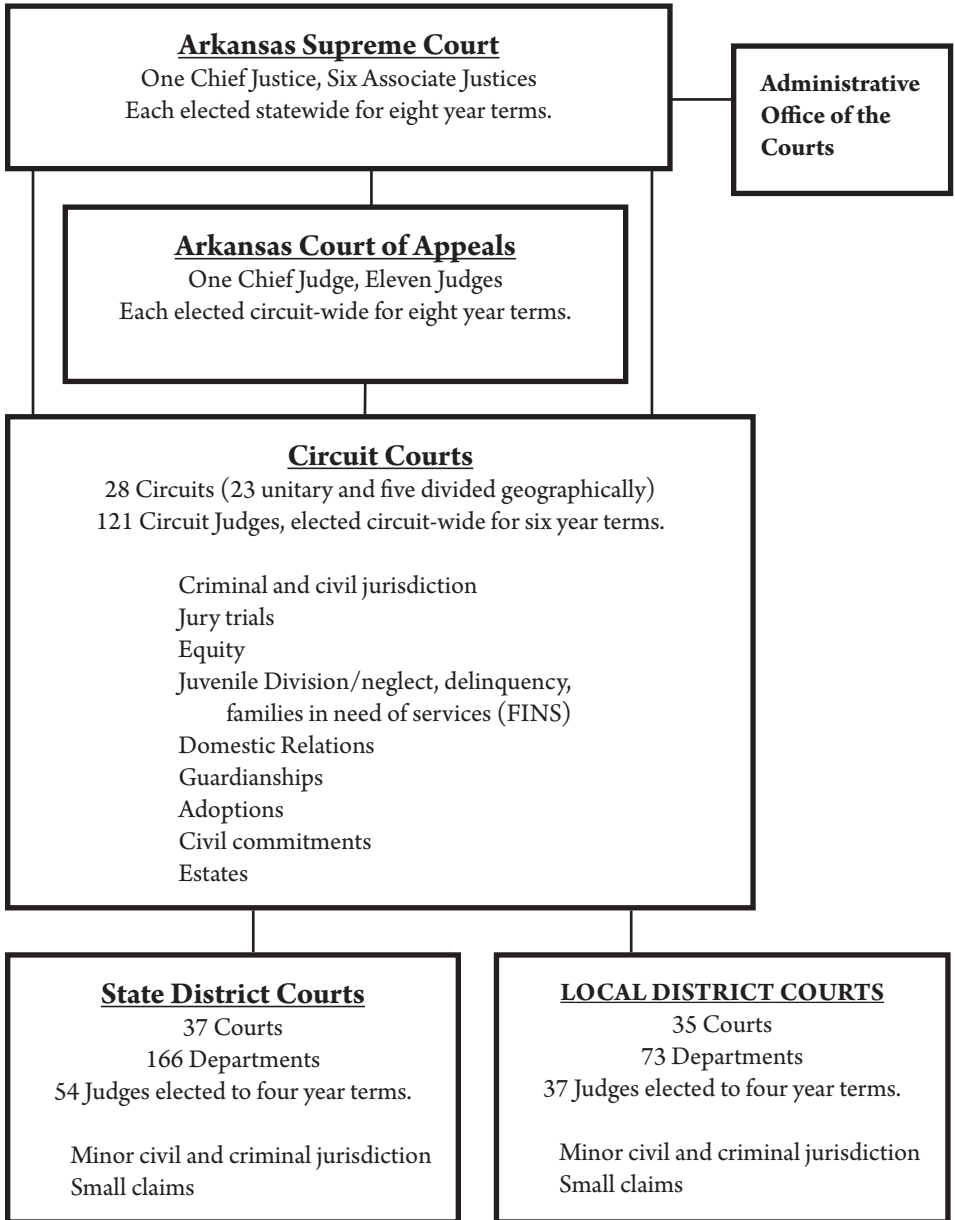 Arkansas Supreme Court
One Chief Justice, Six Associate Justices
Each elected statewide for eight year terms.
Administrative
Office of the
Courts
Arkansas Court of Appeals
One Chief Judge, Eleven Judges
Each elected circuit-wide for eight year terms.
Circuit Courts
28 Circuits (23 unitary and five divided geographically)
121 Circuit Judges, elected circuit-wide for six year terms.
Criminal and civil jurisdiction
Jury trials
Equity
Juvenile Division/neglect, delinquency,
families in need of services (FINS)
Domestic Relations
Guardianships
Adoptions
Civil commitments
Estates
State District Courts
37 Courts
166 Departments
54 Judges elected to four year terms.
Minor civil and criminal jurisdiction
Small claims
LOCAL DISTRICT COURTS
35 Courts
73 Departments
37 Judges elected to four year terms.
Minor civil and criminal jurisdiction
Small claims